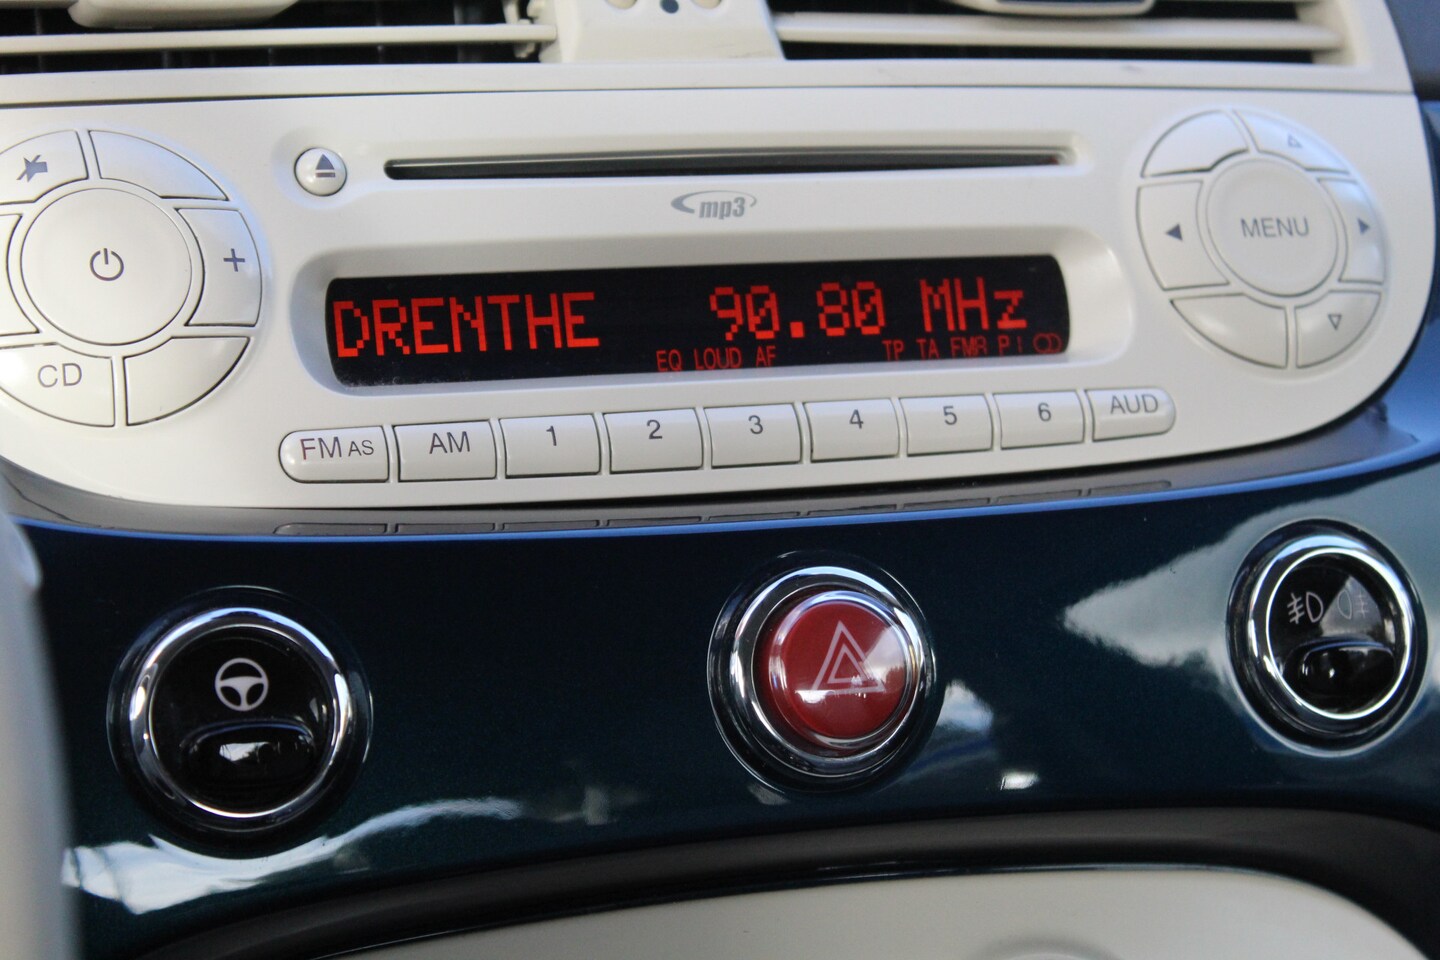 mp3
DRENTHE 90.80 MHz
EQ LOUD AF TP TA FMR P! CD
MENU
CD
FM AS AM 1 2 3 4 5 6 AUD